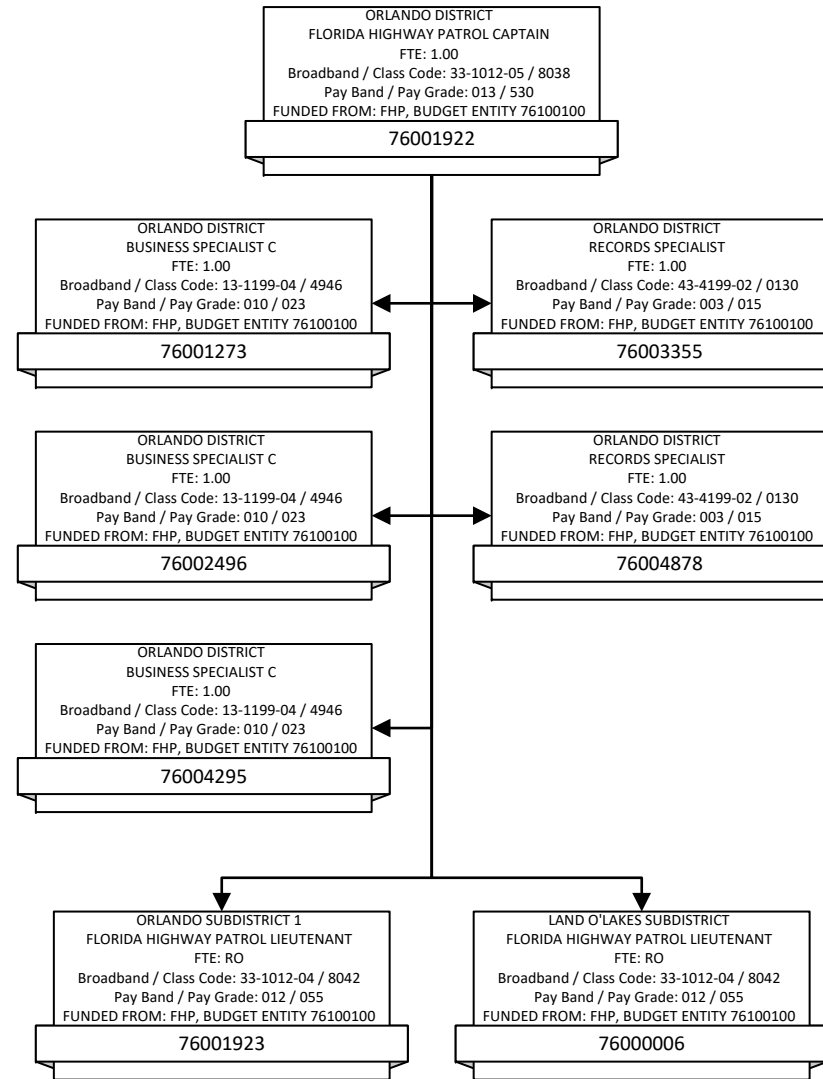 ORLANDO DISTRICT
FLORIDA HIGHWAY PATROL CAPTAIN
FTE: 1.00
Broadband / Class Code: 33-1012-05 / 8038
Pay Band / Pay Grade: 013 / 530
FUNDED FROM: FHP, BUDGET ENTITY 76100100
76001922
ORLANDO DISTRICT
BUSINESS SPECIALIST C
FTE: 1.00
Broadband / Class Code: 13-1199-04 / 4946
Pay Band / Pay Grade: 010 / 023
FUNDED FROM: FHP, BUDGET ENTITY 76100100
76001273
ORLANDO DISTRICT
RECORDS SPECIALIST
FTE: 1.00
Broadband / Class Code: 43-4199-02 / 0130
Pay Band / Pay Grade: 003 / 015
FUNDED FROM: FHP, BUDGET ENTITY 76100100
76003355
ORLANDO DISTRICT
BUSINESS SPECIALIST C
FTE: 1.00
Broadband / Class Code: 13-1199-04 / 4946
Pay Band / Pay Grade: 010 / 023
FUNDED FROM: FHP, BUDGET ENTITY 76100100
76002496
ORLANDO DISTRICT
RECORDS SPECIALIST
FTE: 1.00
Broadband / Class Code: 43-4199-02 / 0130
Pay Band / Pay Grade: 003 / 015
FUNDED FROM: FHP, BUDGET ENTITY 76100100
76004878
ORLANDO DISTRICT
BUSINESS SPECIALIST C
FTE: 1.00
Broadband / Class Code: 13-1199-04 / 4946
Pay Band / Pay Grade: 010 / 023
FUNDED FROM: FHP, BUDGET ENTITY 76100100
76004295
ORLANDO SUBDISTRICT 1
FLORIDA HIGHWAY PATROL LIEUTENANT
FTE: RO
Broadband / Class Code: 33-1012-04 / 8042
Pay Band / Pay Grade: 012 / 055
FUNDED FROM: FHP, BUDGET ENTITY 76100100
76001923
LAND O'LAKES SUBDISTRICT
FLORIDA HIGHWAY PATROL LIEUTENANT
FTE: RO
Broadband / Class Code: 33-1012-04 / 8042
Pay Band / Pay Grade: 012 / 055
FUNDED FROM: FHP, BUDGET ENTITY 76100100
76000006